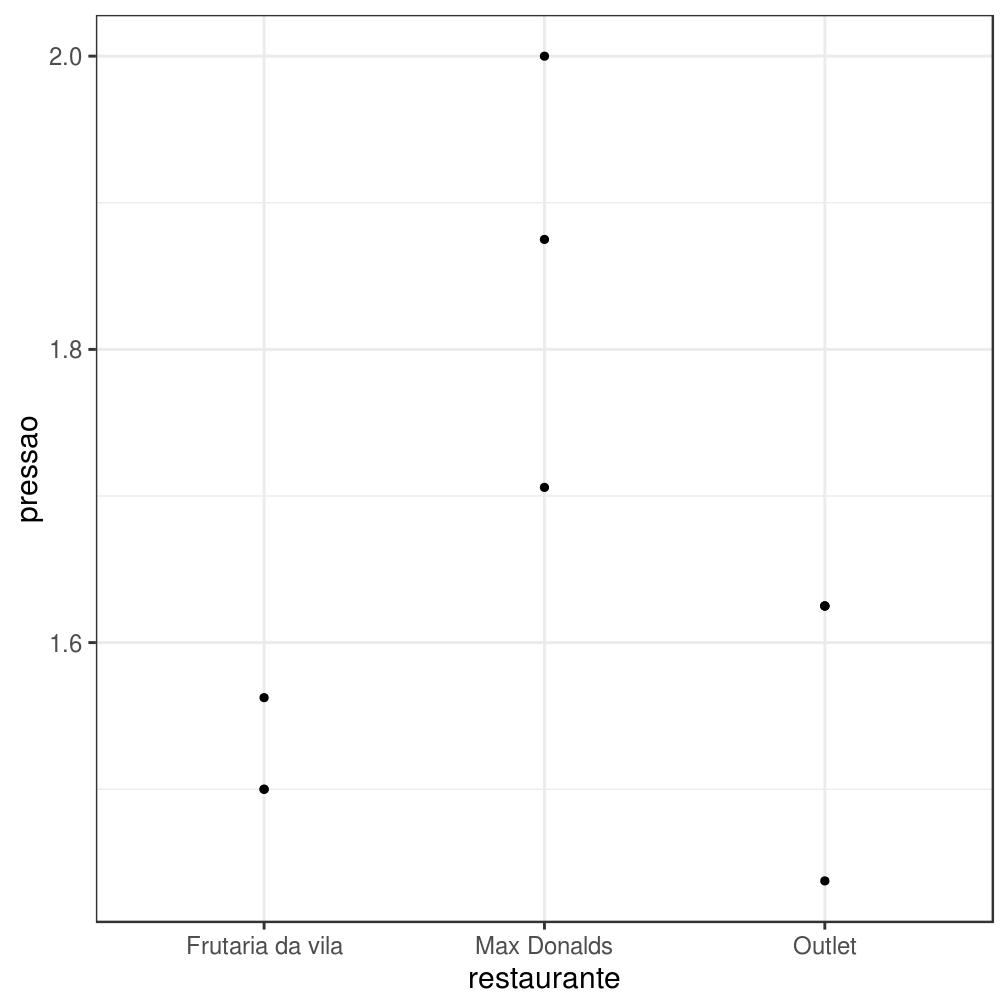 2.0
1.8
1.6
pressao
Frutaria da vila
Max Donalds
Outlet
restaurante